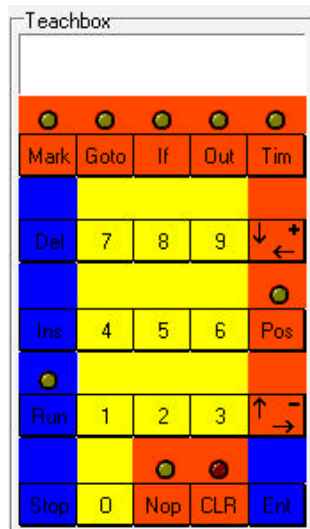 Teachbox
Mark Goto If Out Tim
Del 7 8 9 ↓ + ←
Ins 4 5 6 Pos
Run 1 2 3 ↑ - →
Stop 0 Nop CLR Ent